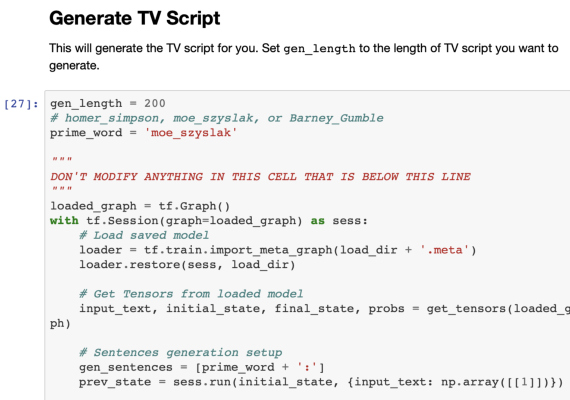 Generate TV Script
This will generate the TV script for you. Set gen_length to the length of TV script you want to
generate.
[27]: gen_length = 200
# homer_simpson, moe_szyslak, or Barney_Gumble
prime_word = 'moe_szyslak'
"""
DON'T MODIFY ANYTHING IN THIS CELL THAT IS BELOW THIS LINE
"""
loaded_graph = tf.Graph()
with tf.Session(graph=loaded_graph) as sess:
# Load saved model
loader = tf.train.import_meta_graph(load_dir + '.meta')
loader.restore(sess, load_dir)
# Get Tensors from loaded model
input_text, initial_state, final_state, probs = get_tensors(loaded_g
ph)
# Sentences generation setup
gen_sentences = [prime_word + ':']
prev_state = sess.run(initial_state, {input_text: np.array([[1]])})